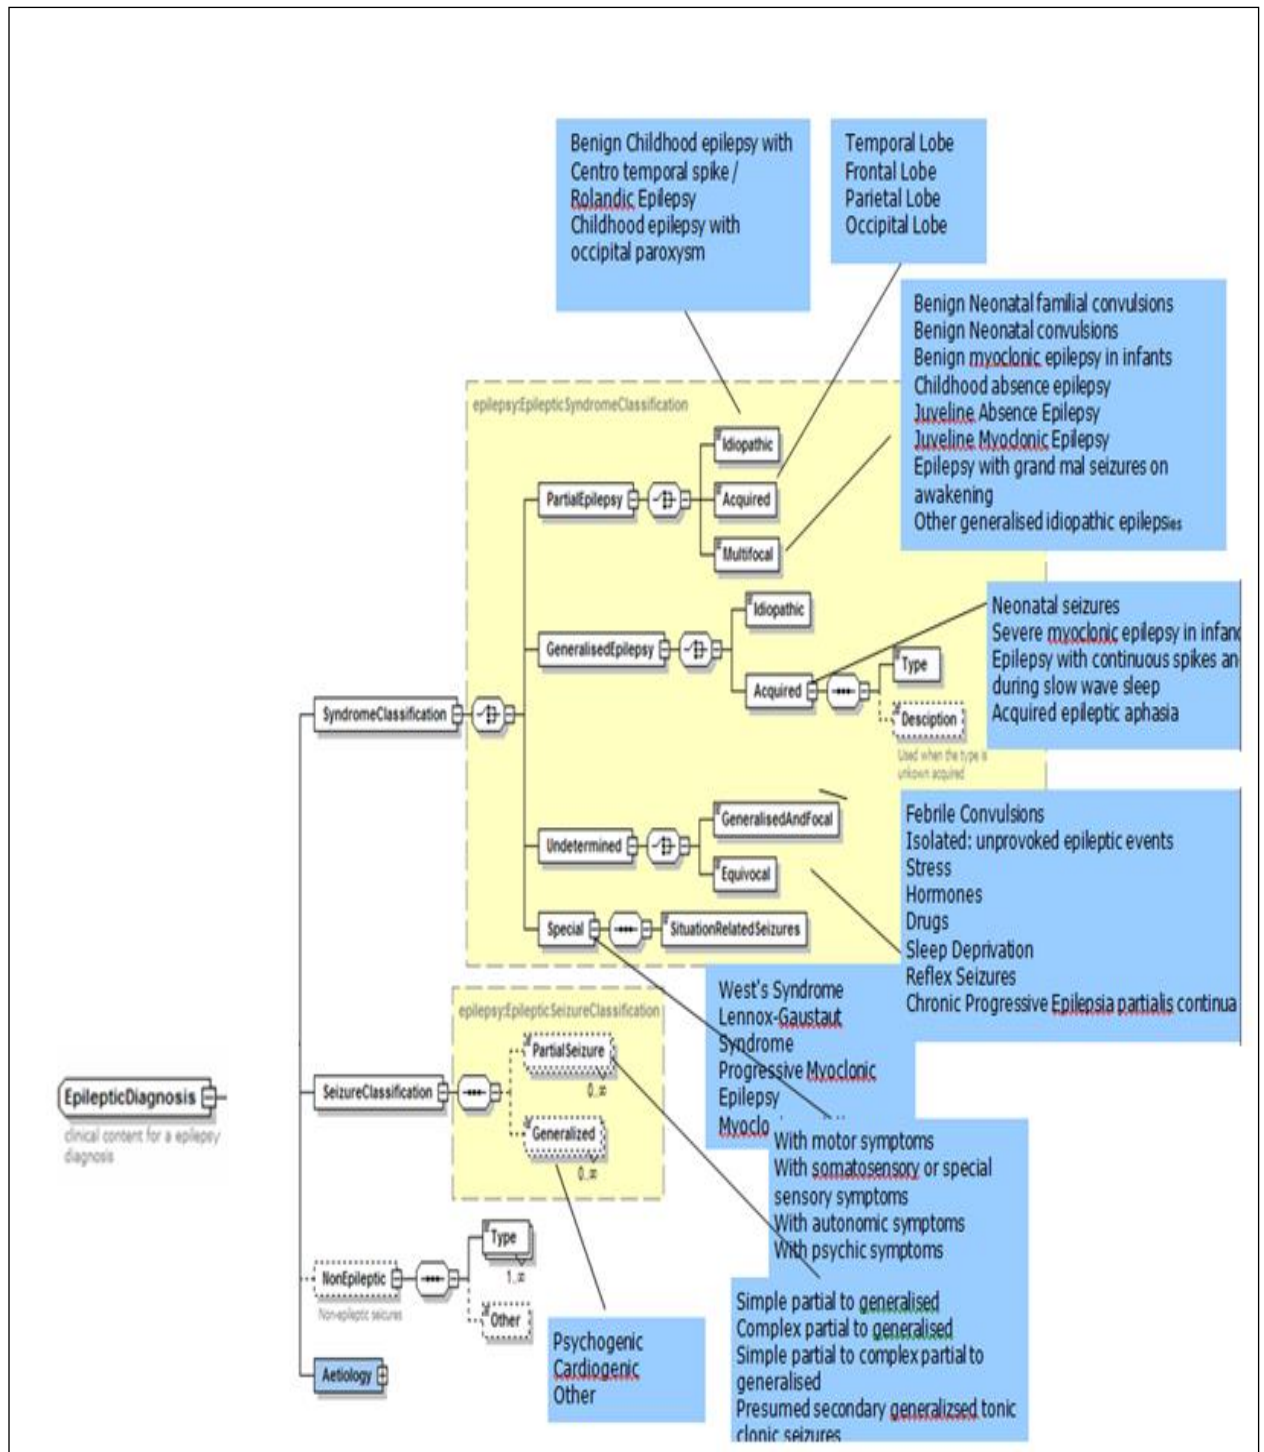 Benign Childhood epilepsy with
Centro temporal spike /
Rolandic Epilepsy
Childhood epilepsy with
occipital paroxysm
Temporal Lobe
Frontal Lobe
Parietal Lobe
Occipital Lobe
Benign Neonatal familial convulsions
Benign Neonatal convulsions
Benign myoclonic epilepsy in infants
Childhood absence epilepsy
Juveline Absence Epilepsy
Juveline Myoclonic Epilepsy
Epilepsy with grand mal seizures on
awakening
Other generalised idiopathic epilepsies
epilepsy:EpilepticSyndromeClassification
Idiopathic
PartialEpilepsy
Acquired
Multifocal
Idiopathic
GeneralisedEpilepsy
Acquired
Type
Desciption
Used when the type is
unkown acquired
Neonatal seizures
Severe myoclonic epilepsy in infanc
Epilepsy with continuous spikes an
during slow wave sleep
Acquired epileptic aphasia
SyndromeClassification
GeneralisedAndFocal
Undetermined
Equivocal
Special
SituationRelatedSeizures
Febrile Convulsions
Isolated: unprovoked epileptic events
Stress
Hormones
Drugs
Sleep Deprivation
Reflex Seizures
Chronic Progressive Epilepsia partialis continua
West's Syndrome
Lennox-Gaustaut
Syndrome
Progressive Myoclonic
Epilepsy
Myoclo
epilepsy:EpilepticSeizureClassification
PartialSeizure
0..∞
SeizureClassification
Generalized
0..∞
EpilepticDiagnosis
clinical content for a epilepsy
diagnosis
With motor symptoms
With somatosensory or special
sensory symptoms
With autonomic symptoms
With psychic symptoms
Type
1..∞
NonEpileptic
Non-epileptic seizures
Other
Aetiology
Psychogenic
Cardiogenic
Other
Simple partial to generalised
Complex partial to generalised
Simple partial to complex partial to
generalised
Presumed secondary generalizsed tonic
clonic seizures